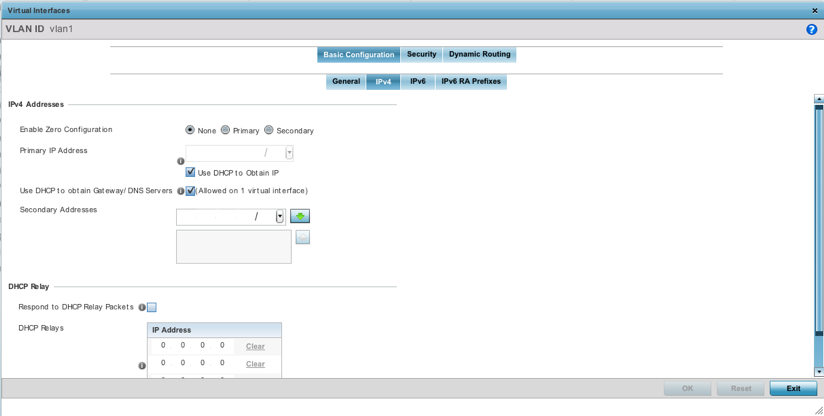 Virtual Interfaces
VLAN ID vlan1
Basic Configuration Security Dynamic Routing
General IPv4 IPv6 IPv6 RA Prefixes
IPv4 Addresses
Enable Zero Configuration None Primary Secondary
Primary IP Address /
Use DHCP to Obtain IP
Use DHCP to obtain Gateway/ DNS Servers (Allowed on 1 virtual interface)
Secondary Addresses . . . /
DHCP Relay
Respond to DHCP Relay Packets
DHCP Relays
IP Address
0 0 0 0 Clear
0 0 0 0 Clear
OK Reset Exit